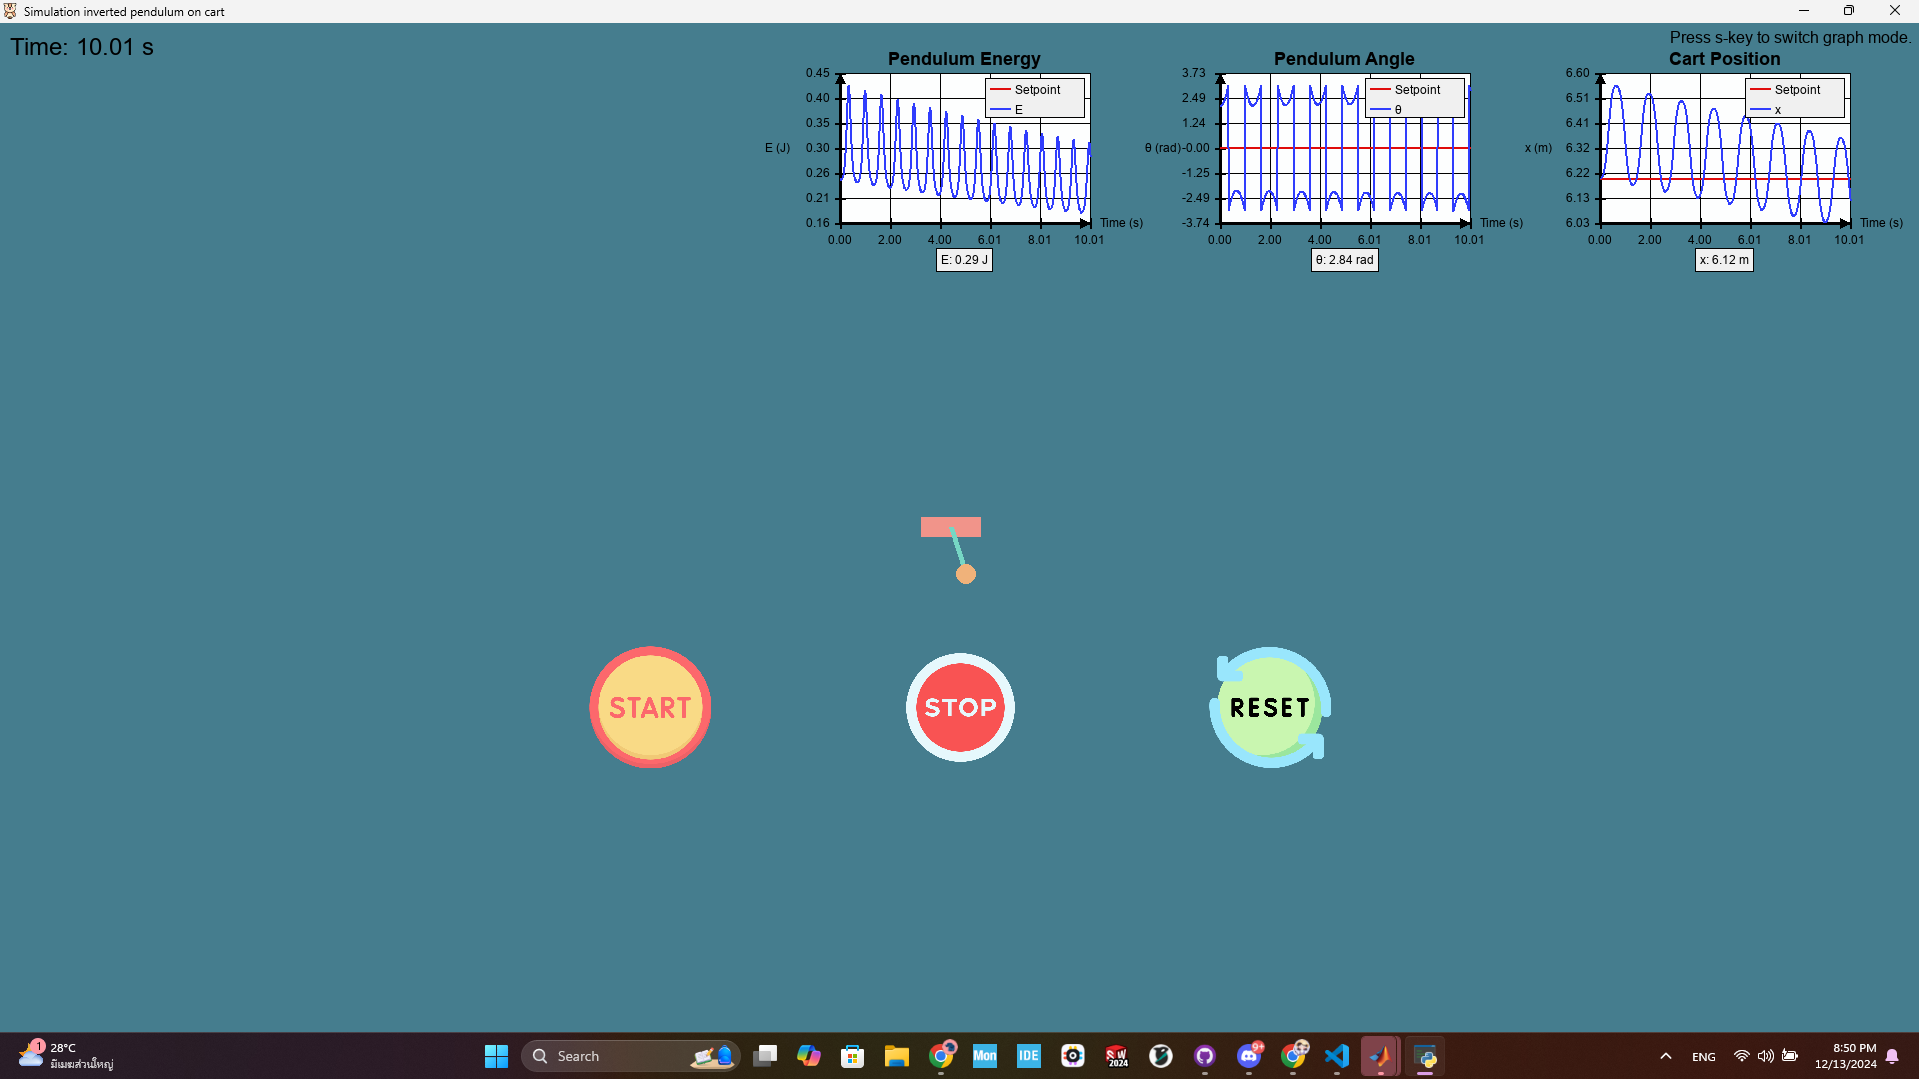 Simulation inverted pendulum on cart
Time: 10.01 s
Press s-key to switch graph mode.
Pendulum Energy
0.45
0.40
0.35
0.30
0.26
0.21
0.16
E (J)
Setpoint
E
Time (s)
0.00 2.00 4.00 6.01 8.01 10.01
E: 0.29 J
Pendulum Angle
3.73
2.49
1.24
-0.00
-1.25
-2.49
-3.74
θ (rad)
Setpoint
θ
Time (s)
0.00 2.00 4.00 6.01 8.01 10.01
θ: 2.84 rad
Cart Position
6.60
6.51
6.41
6.32
6.22
6.13
6.03
x (m)
Setpoint
x
Time (s)
0.00 2.00 4.00 6.01 8.01 10.01
x: 6.12 m
START
STOP
RESET
1
28°C
มีเมฆส่วนใหญ่
Search
Mon
IDE
SW
2024
9+
ENG
8:50 PM
12/13/2024